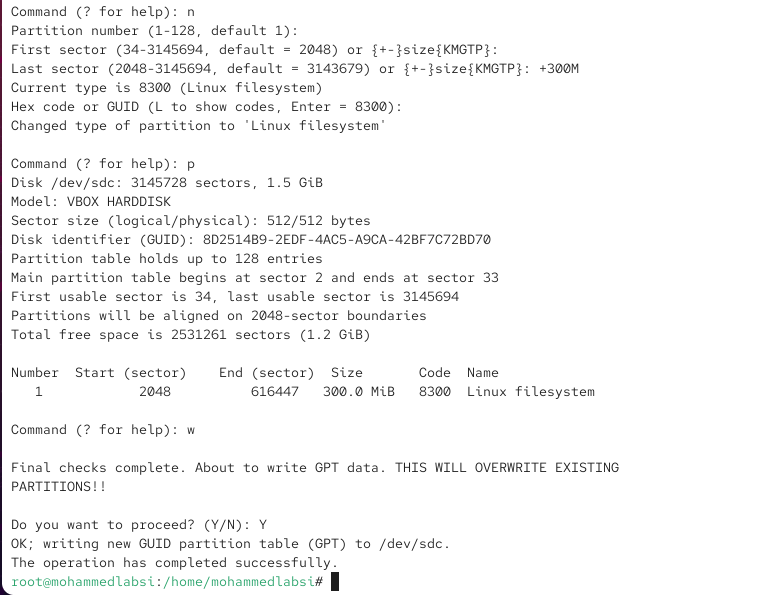 Command (? for help): n
Partition number (1-128, default 1):
First sector (34-3145694, default = 2048) or {+-}size{KMGTP}:
Last sector (2048-3145694, default = 3143679) or {+-}size{KMGTP}: +300M
Current type is 8300 (Linux filesystem)
Hex code or GUID (L to show codes, Enter = 8300):
Changed type of partition to 'Linux filesystem'
Command (? for help): p
Disk /dev/sdc: 3145728 sectors, 1.5 GiB
Model: VBOX HARDDISK
Sector size (logical/physical): 512/512 bytes
Disk identifier (GUID): 8D2514B9-2EDF-4AC5-A9CA-42BF7C72BD70
Partition table holds up to 128 entries
Main partition table begins at sector 2 and ends at sector 33
First usable sector is 34, last usable sector is 3145694
Partitions will be aligned on 2048-sector boundaries
Total free space is 2531261 sectors (1.2 GiB)
Number  Start (sector)    End (sector)  Size       Code  Name
   1            2048          616447   300.0 MiB   8300  Linux filesystem
Command (? for help): w
Final checks complete. About to write GPT data. THIS WILL OVERWRITE EXISTING
PARTITIONS!!
Do you want to proceed? (Y/N): Y
OK; writing new GUID partition table (GPT) to /dev/sdc.
The operation has completed successfully.
root@mohammedlabsi:/home/mohammedlabsi#